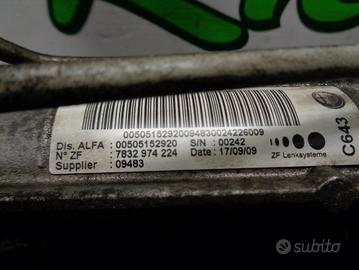 00505152920094830024226009
Dis. ALFA : 00505152920 S/N : 00242
N° ZF : 7832 974 224 Date : 17/09/09
Supplier : 09483
ZF Lenksysteme
C643
subito